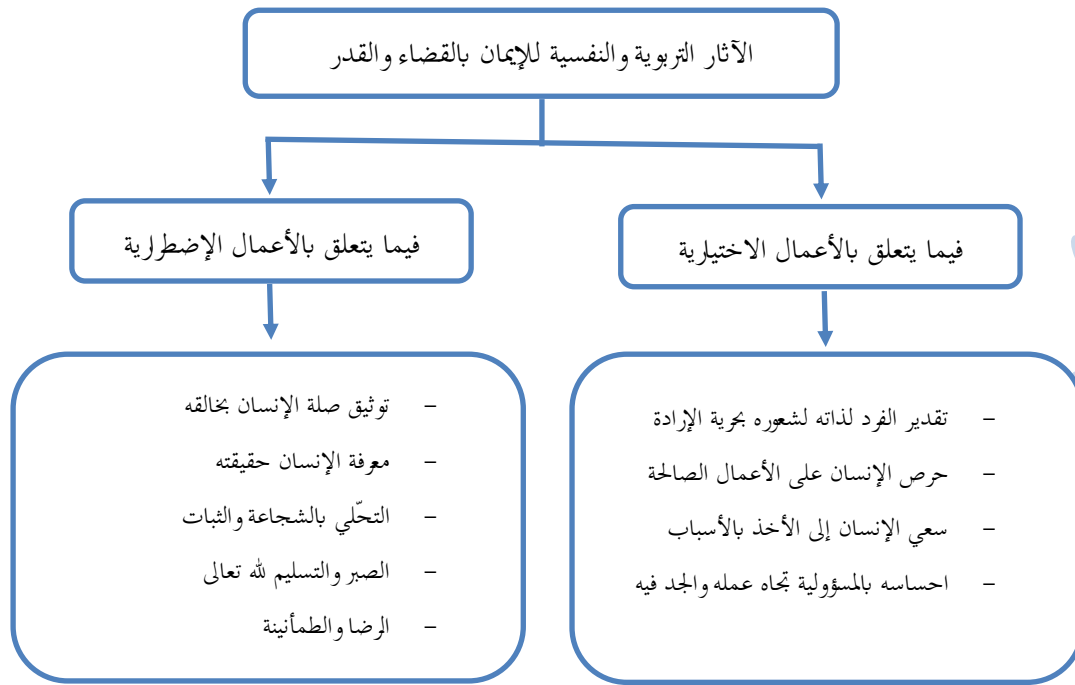 الآثار التربوية والنفسية للإيمان بالقضاء والقدر
فيما يتعلق بالأعمال الاختيارية
فيما يتعلق بالأعمال الإضطرارية
- تقدير الفرد لذاته لشعوره بحرية الإرادة
- حرص الإنسان على الأعمال الصالحة
- سعي الإنسان إلى الأخذ بالأسباب
- احساسه بالمسؤولية تجاه عمله والجد فيه
- توثيق صلة الإنسان بخالقه
- معرفة الإنسان حقيقته
- التحّلي بالشجاعة والثبات
- الصبر والتسليم لله تعالى
- الرضا والطمأنينة